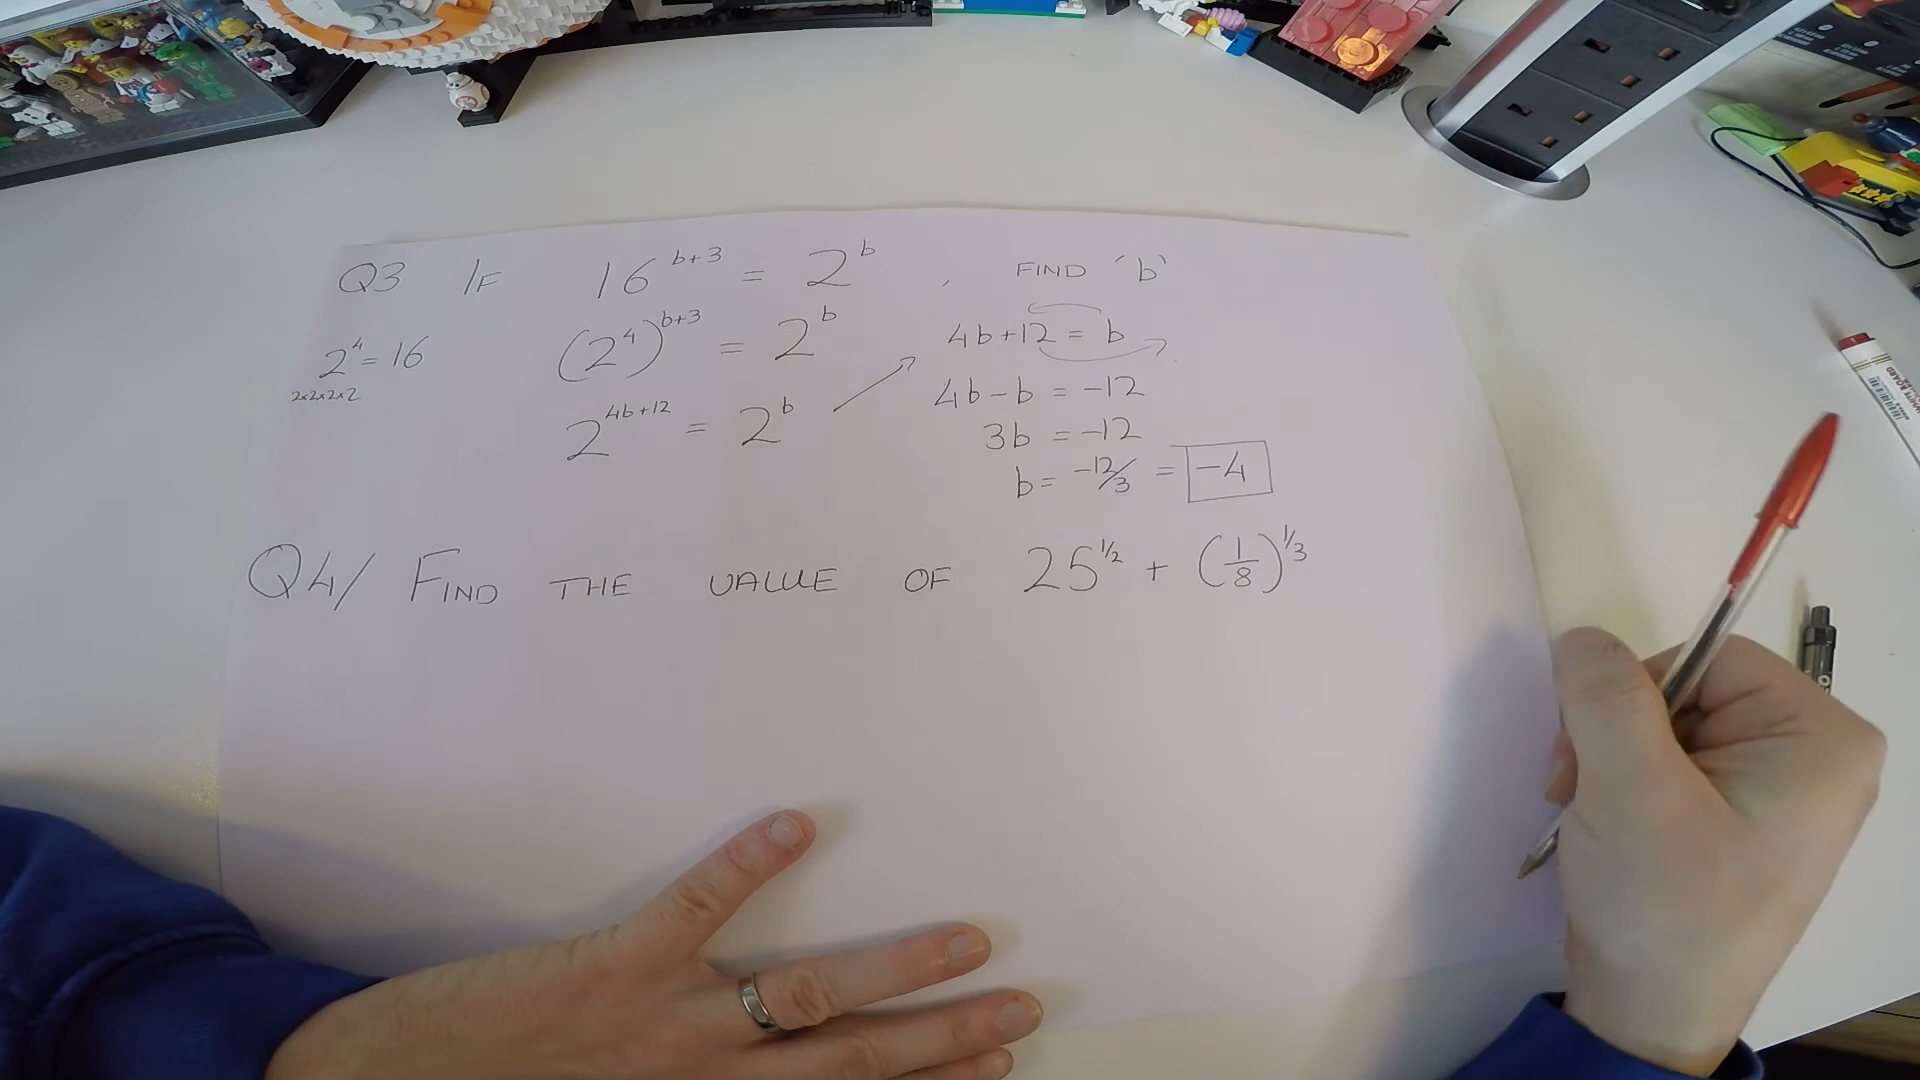 Q3 IF 16^{b+3} = 2^b , FIND 'b'
2^4 = 16
2x2x2x2
(2^4)^{b+3} = 2^b
2^{4b+12} = 2^b
4b+12 = b
4b-b = -12
3b = -12
b = -12/3 = -4
Q4/ FIND THE VALUE OF 25^{1/2} + (1/8)^{1/3}
WHITE BOARD